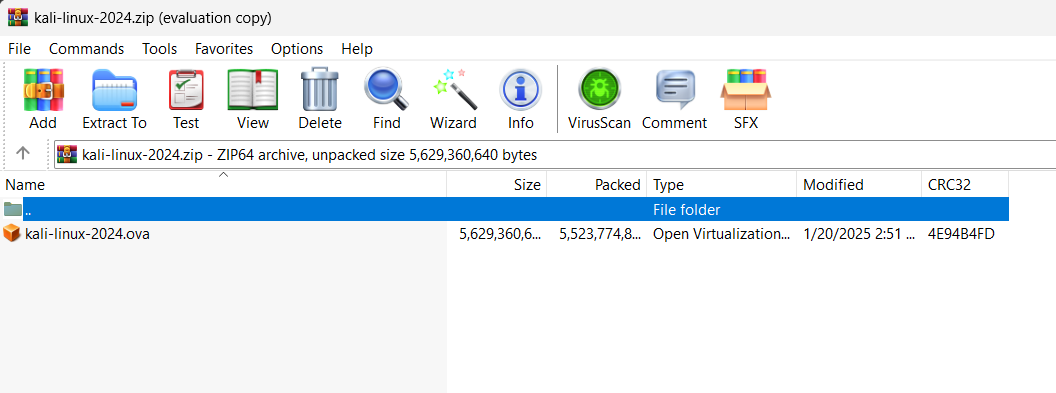 kali-linux-2024.zip (evaluation copy)
File Commands Tools Favorites Options Help
Add Extract To Test View Delete Find Wizard Info VirusScan Comment SFX
kali-linux-2024.zip - ZIP64 archive, unpacked size 5,629,360,640 bytes
Name Size Packed Type Modified CRC32
.. File folder
kali-linux-2024.ova 5,629,360,6... 5,523,774,8... Open Virtualization... 1/20/2025 2:51 ... 4E94B4FD